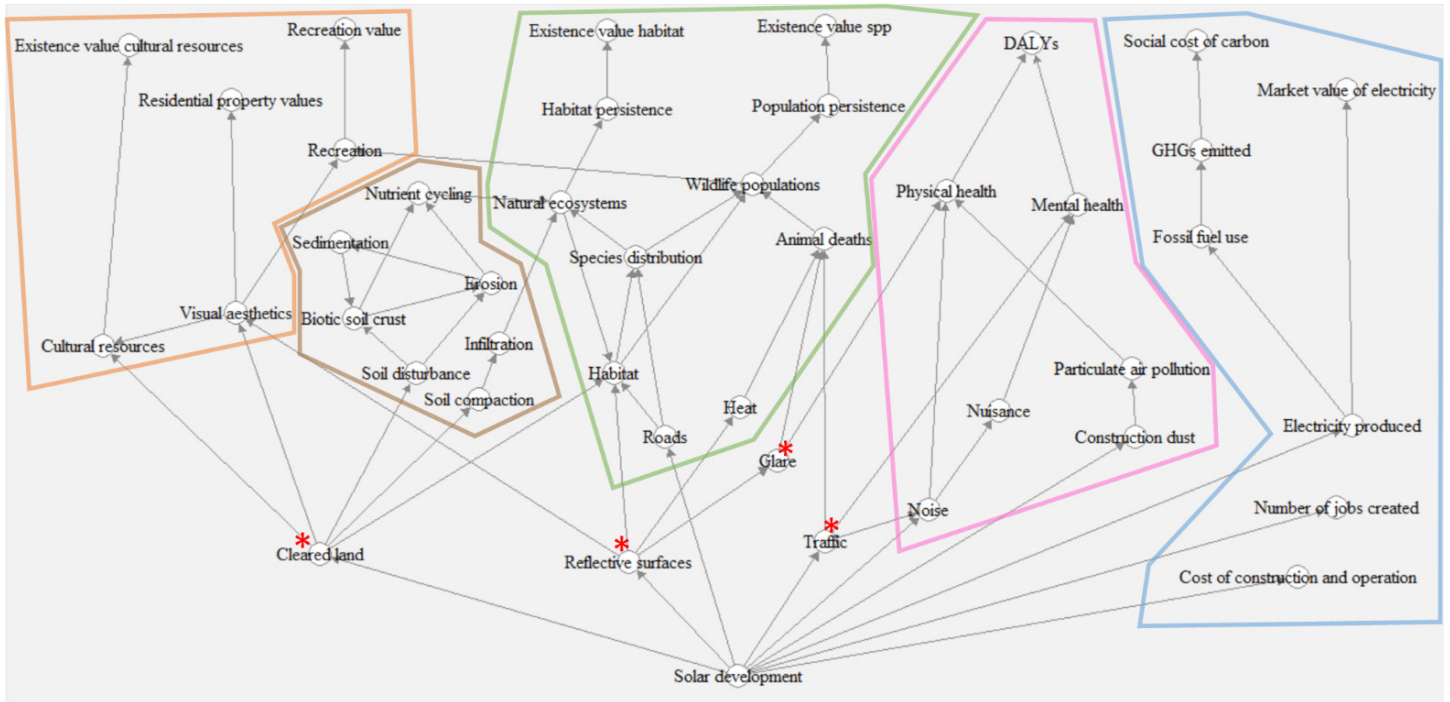 Recreation value
Existence value cultural resources
Residential property values
Recreation
Visual aesthetics
Cultural resources
Nutrient cycling
Sedimentation
Erosion
Biotic soil crust
Infiltration
Soil disturbance
Soil compaction
Existence value habitat
Existence value spp
Habitat persistence
Population persistence
Wildlife populations
Natural ecosystems
Animal deaths
Species distribution
Habitat
Heat
Roads
Glare
*
DALYs
Physical health
Mental health
Particulate air pollution
Nuisance
Construction dust
Noise
Social cost of carbon
Market value of electricity
GHGs emitted
Fossil fuel use
Electricity produced
Number of jobs created
Cost of construction and operation
*
Cleared land
*
Reflective surfaces
*
Traffic
Solar development